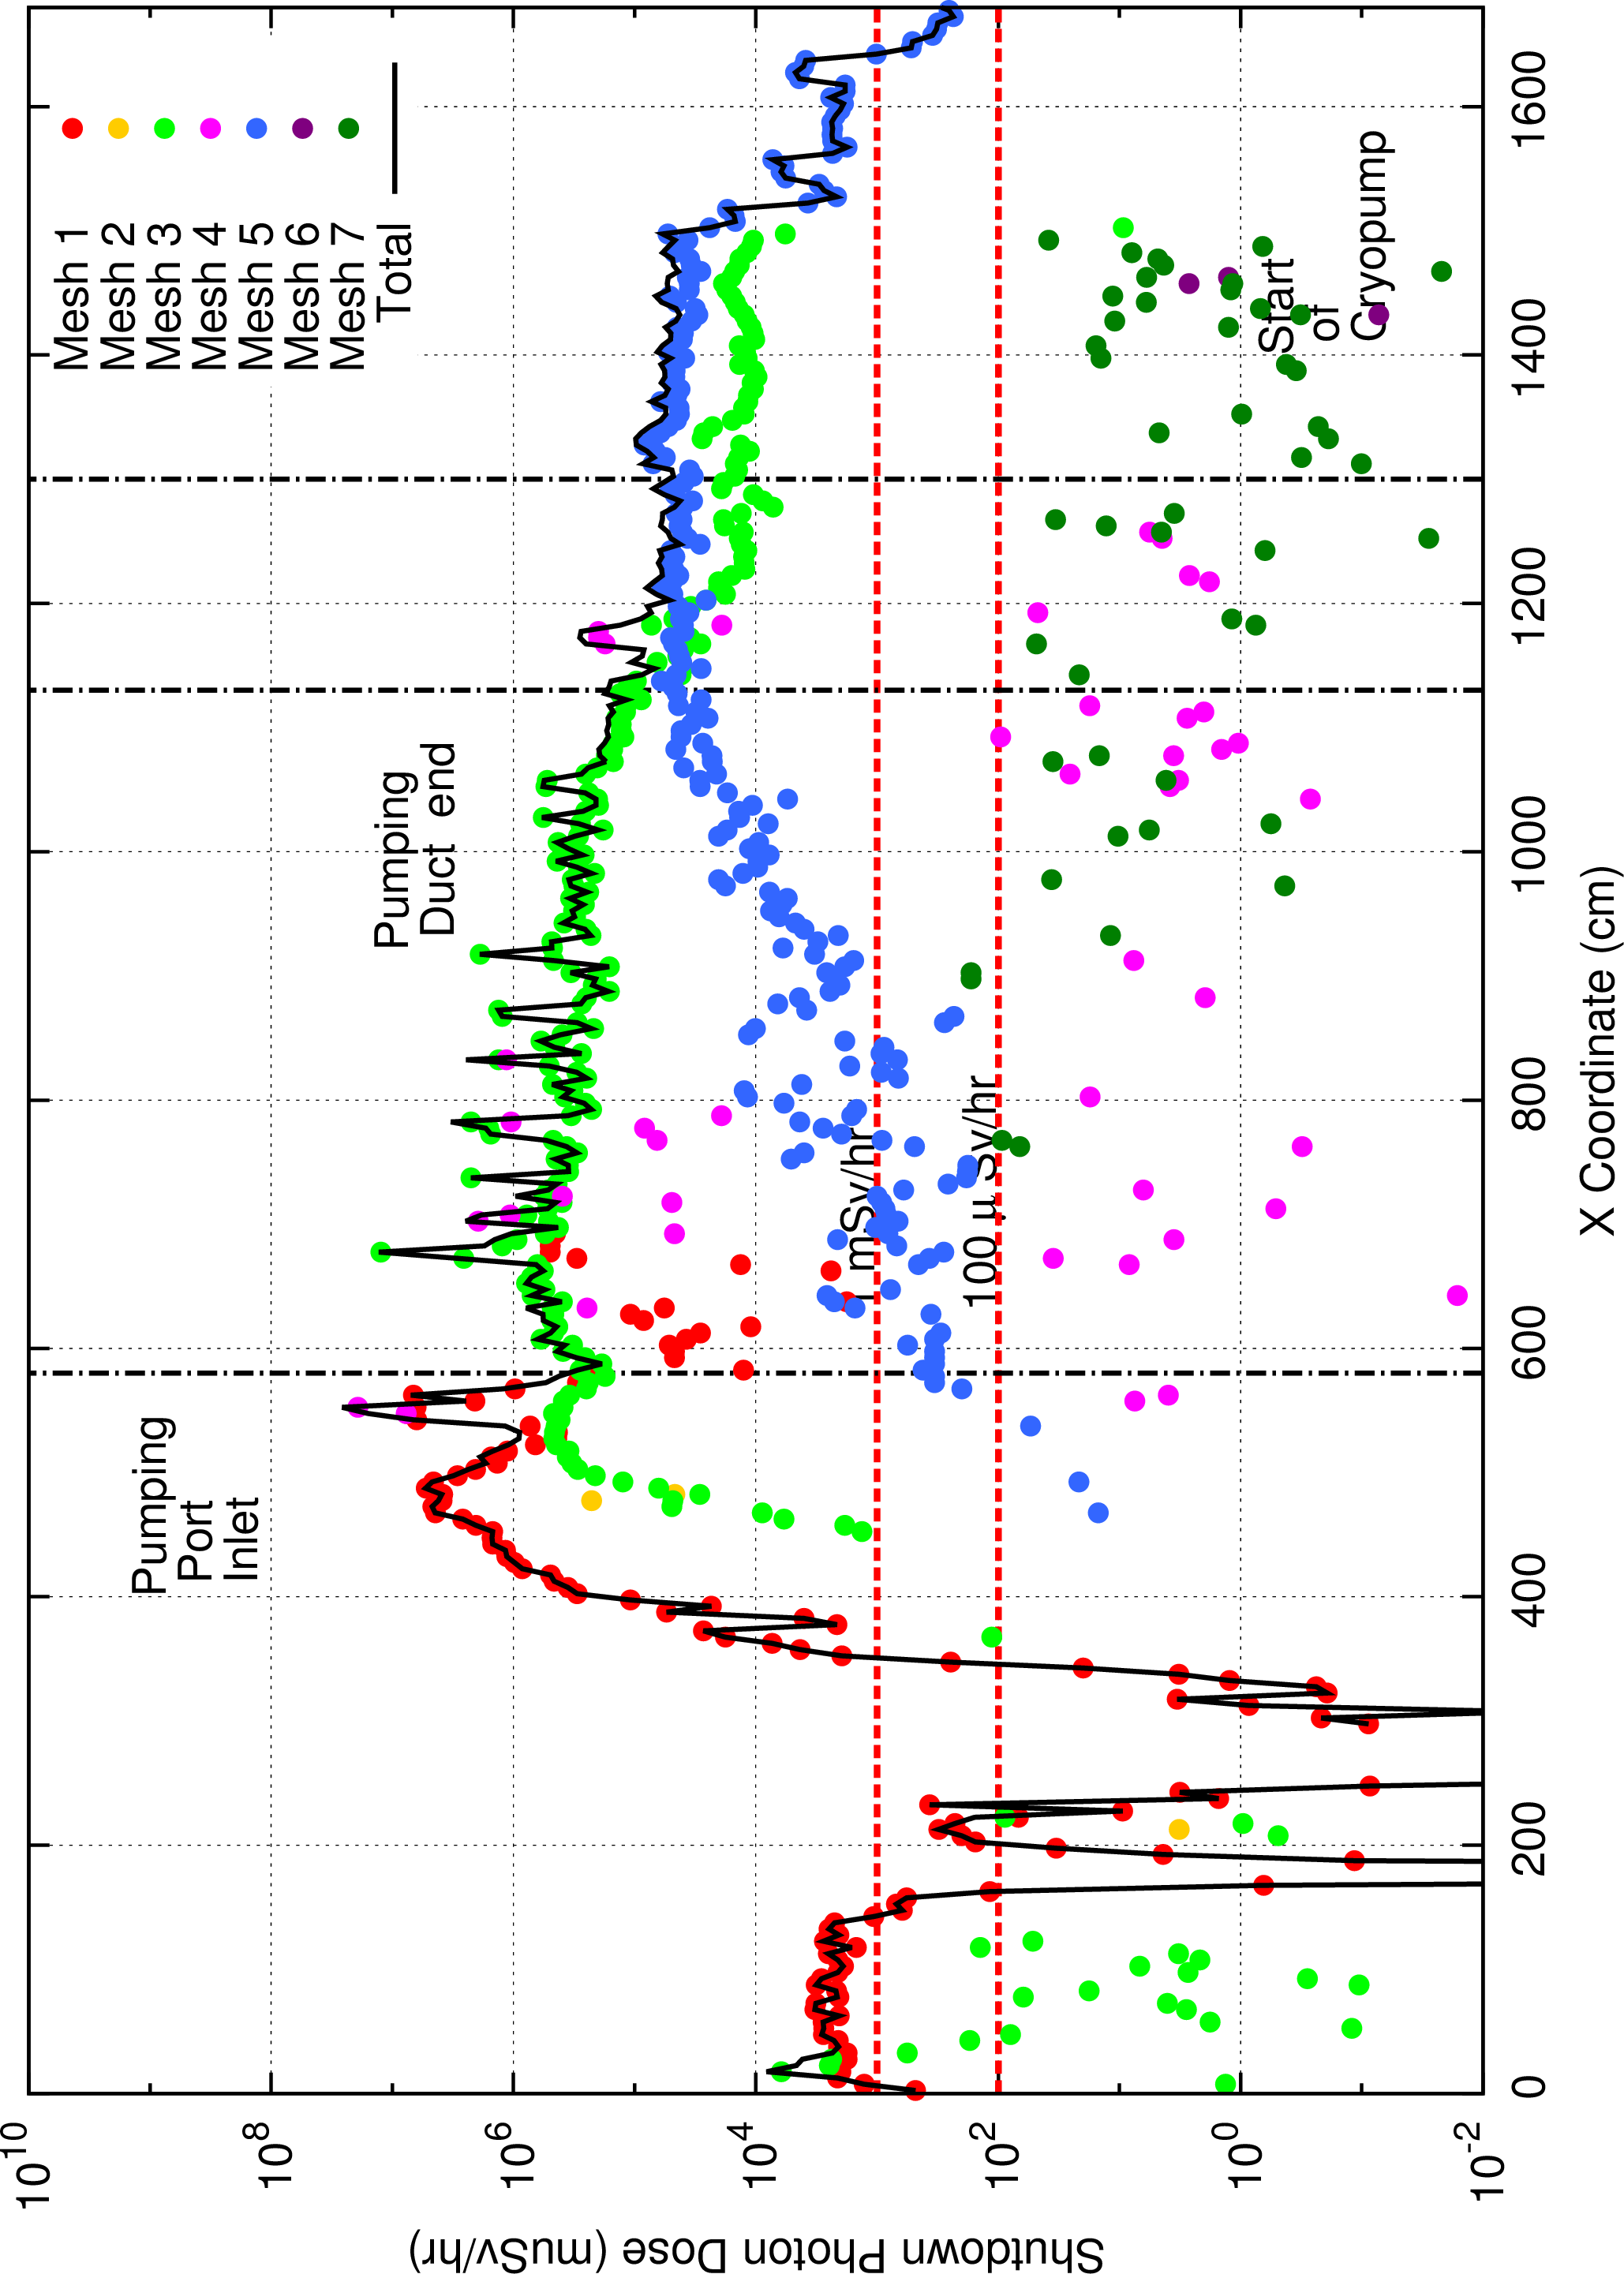 Mesh 1
Mesh 2
Mesh 3
Mesh 4
Mesh 5
Mesh 6
Mesh 7
Total
Pumping
Port
Inlet
Pumping
Duct end
1 mSv/hr
100 μ Sv/hr
Start
of
Cryopump
10^10
10^8
10^6
10^4
10^2
10^0
10^-2
0 200 400 600 800 1000 1200 1400 1600
X Coordinate (cm)
Shutdown Photon Dose (muSv/hr)